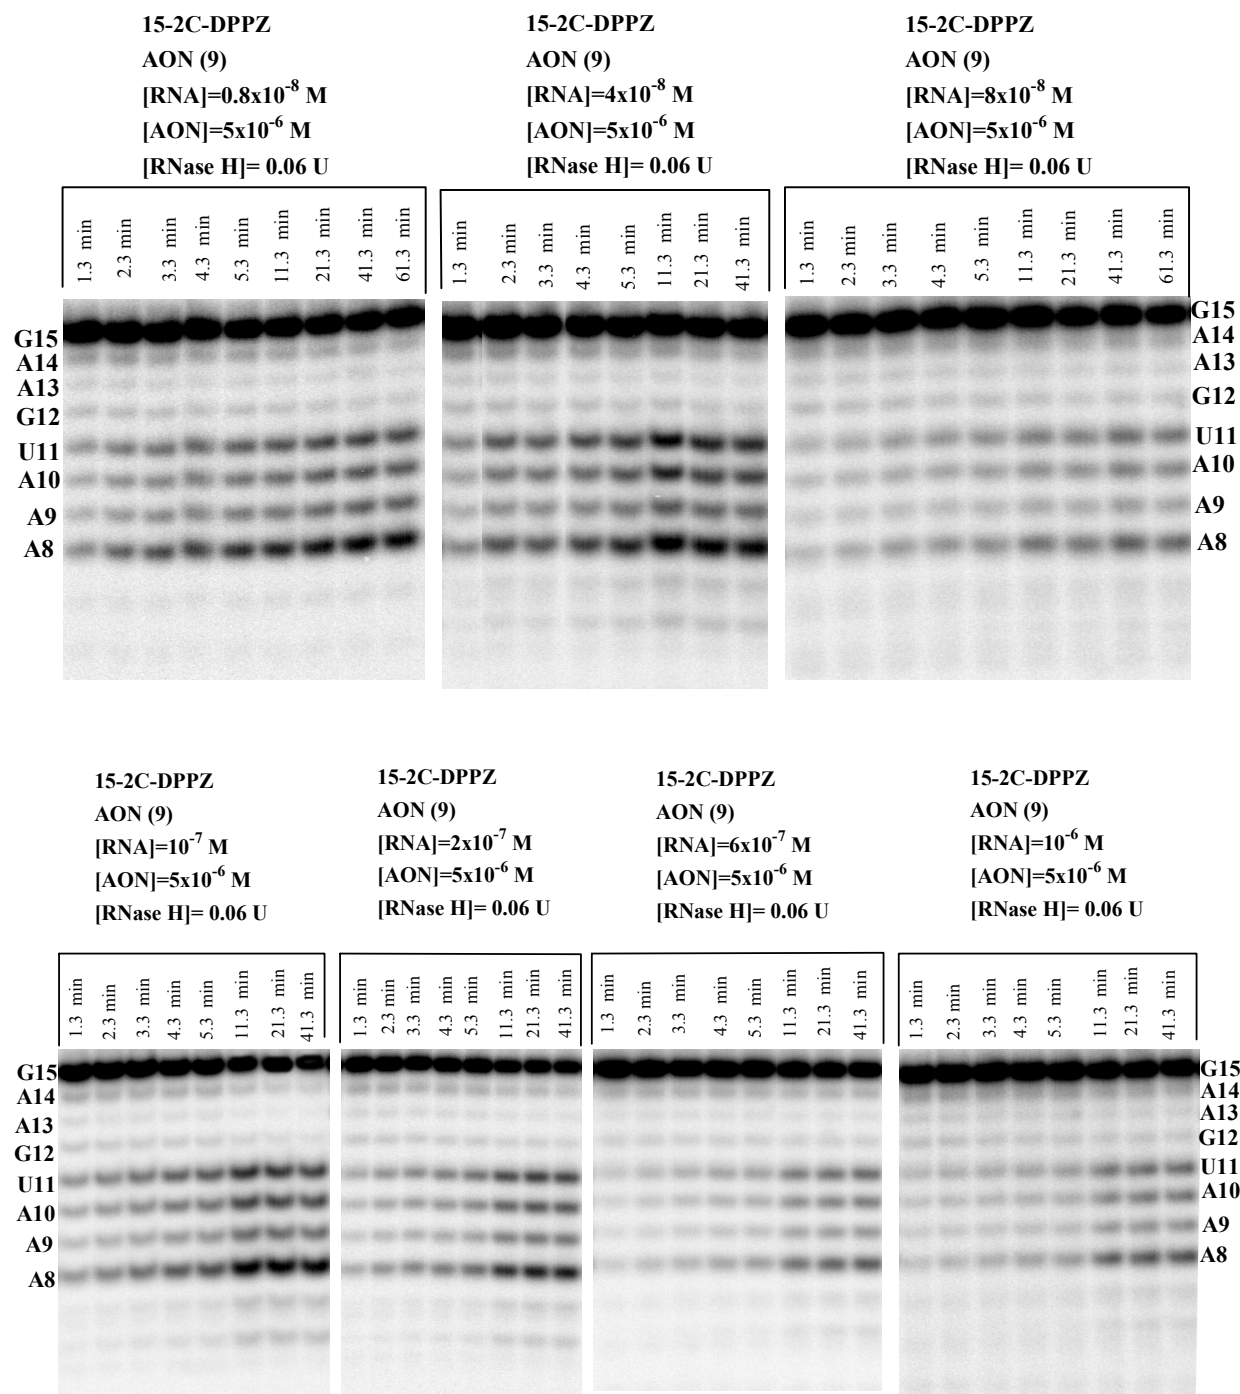 15-2C-DPPZ
AON (9)
[RNA]=0.8x10^-8 M
[AON]=5x10^-6 M
[RNase H]= 0.06 U
15-2C-DPPZ
AON (9)
[RNA]=4x10^-8 M
[AON]=5x10^-6 M
[RNase H]= 0.06 U
15-2C-DPPZ
AON (9)
[RNA]=8x10^-8 M
[AON]=5x10^-6 M
[RNase H]= 0.06 U
1.3 min
2.3 min
3.3 min
4.3 min
5.3 min
11.3 min
21.3 min
41.3 min
61.3 min
1.3 min
2.3 min
3.3 min
4.3 min
5.3 min
11.3 min
21.3 min
41.3 min
1.3 min
2.3 min
3.3 min
4.3 min
5.3 min
11.3 min
21.3 min
41.3 min
61.3 min
G15
A14
A13
G12
U11
A10
A9
A8
G15
A14
A13
G12
U11
A10
A9
A8
15-2C-DPPZ
AON (9)
[RNA]=10^-7 M
[AON]=5x10^-6 M
[RNase H]= 0.06 U
15-2C-DPPZ
AON (9)
[RNA]=2x10^-7 M
[AON]=5x10^-6 M
[RNase H]= 0.06 U
15-2C-DPPZ
AON (9)
[RNA]=6x10^-7 M
[AON]=5x10^-6 M
[RNase H]= 0.06 U
15-2C-DPPZ
AON (9)
[RNA]=10^-6 M
[AON]=5x10^-6 M
[RNase H]= 0.06 U
1.3 min
2.3 min
3.3 min
4.3 min
5.3 min
11.3 min
21.3 min
41.3 min
1.3 min
2.3 min
3.3 min
4.3 min
5.3 min
11.3 min
21.3 min
41.3 min
1.3 min
2.3 min
3.3 min
4.3 min
5.3 min
11.3 min
21.3 min
41.3 min
1.3 min
2.3 min
3.3 min
4.3 min
5.3 min
11.3 min
21.3 min
41.3 min
G15
A14
A13
G12
U11
A10
A9
A8
G15
A14
A13
G12
U11
A10
A9
A8